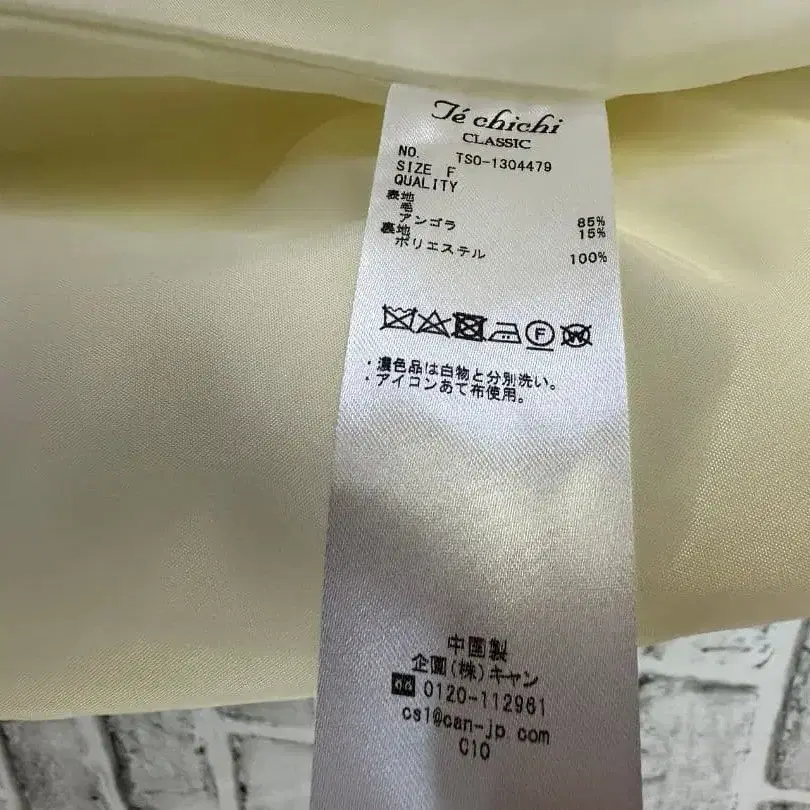 Té chichi
CLASSIC
NO. TSO-1304479
SIZE F
QUALITY
表地
毛 85%
アンゴラ 15%
裏地
ポリエステル 100%
F
W
・濃色品は白物と分別洗い。
・アイコンあて布使用。
中国製
企画(株)キャン
0120-112961
cs1@can-jp com
C10